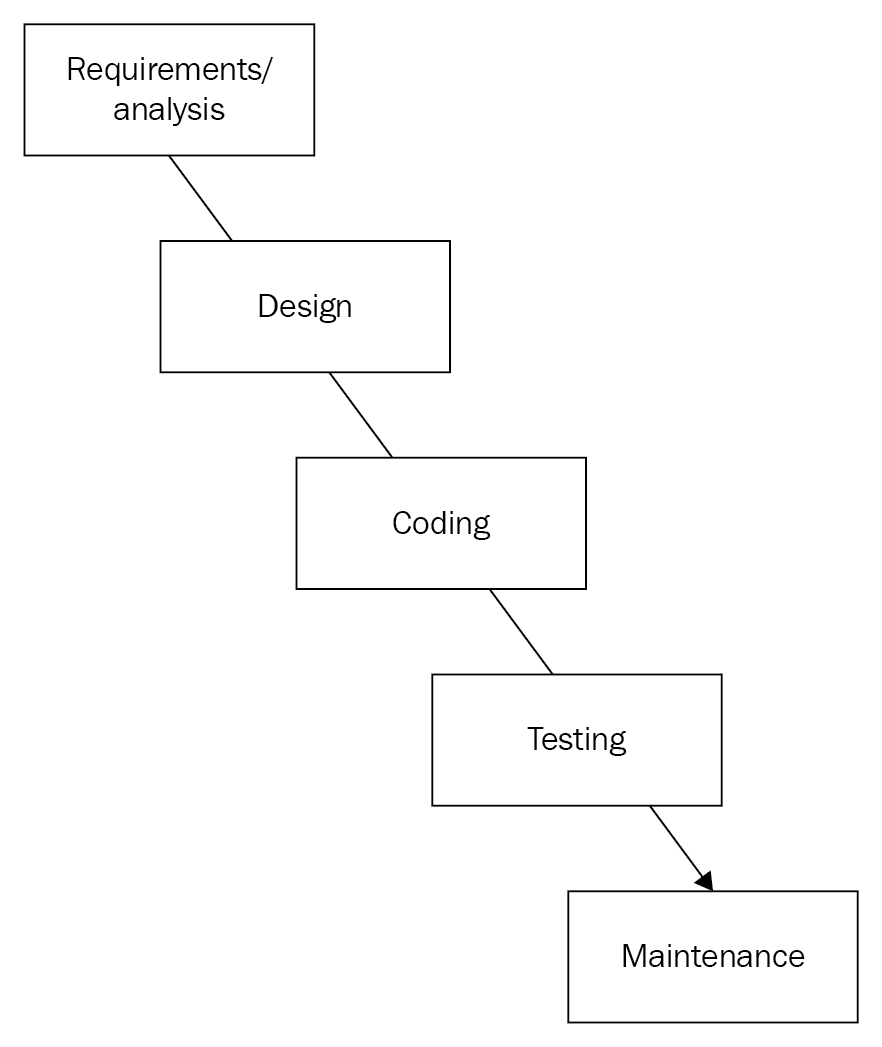 Requirements/
analysis
Design
Coding
Testing
Maintenance